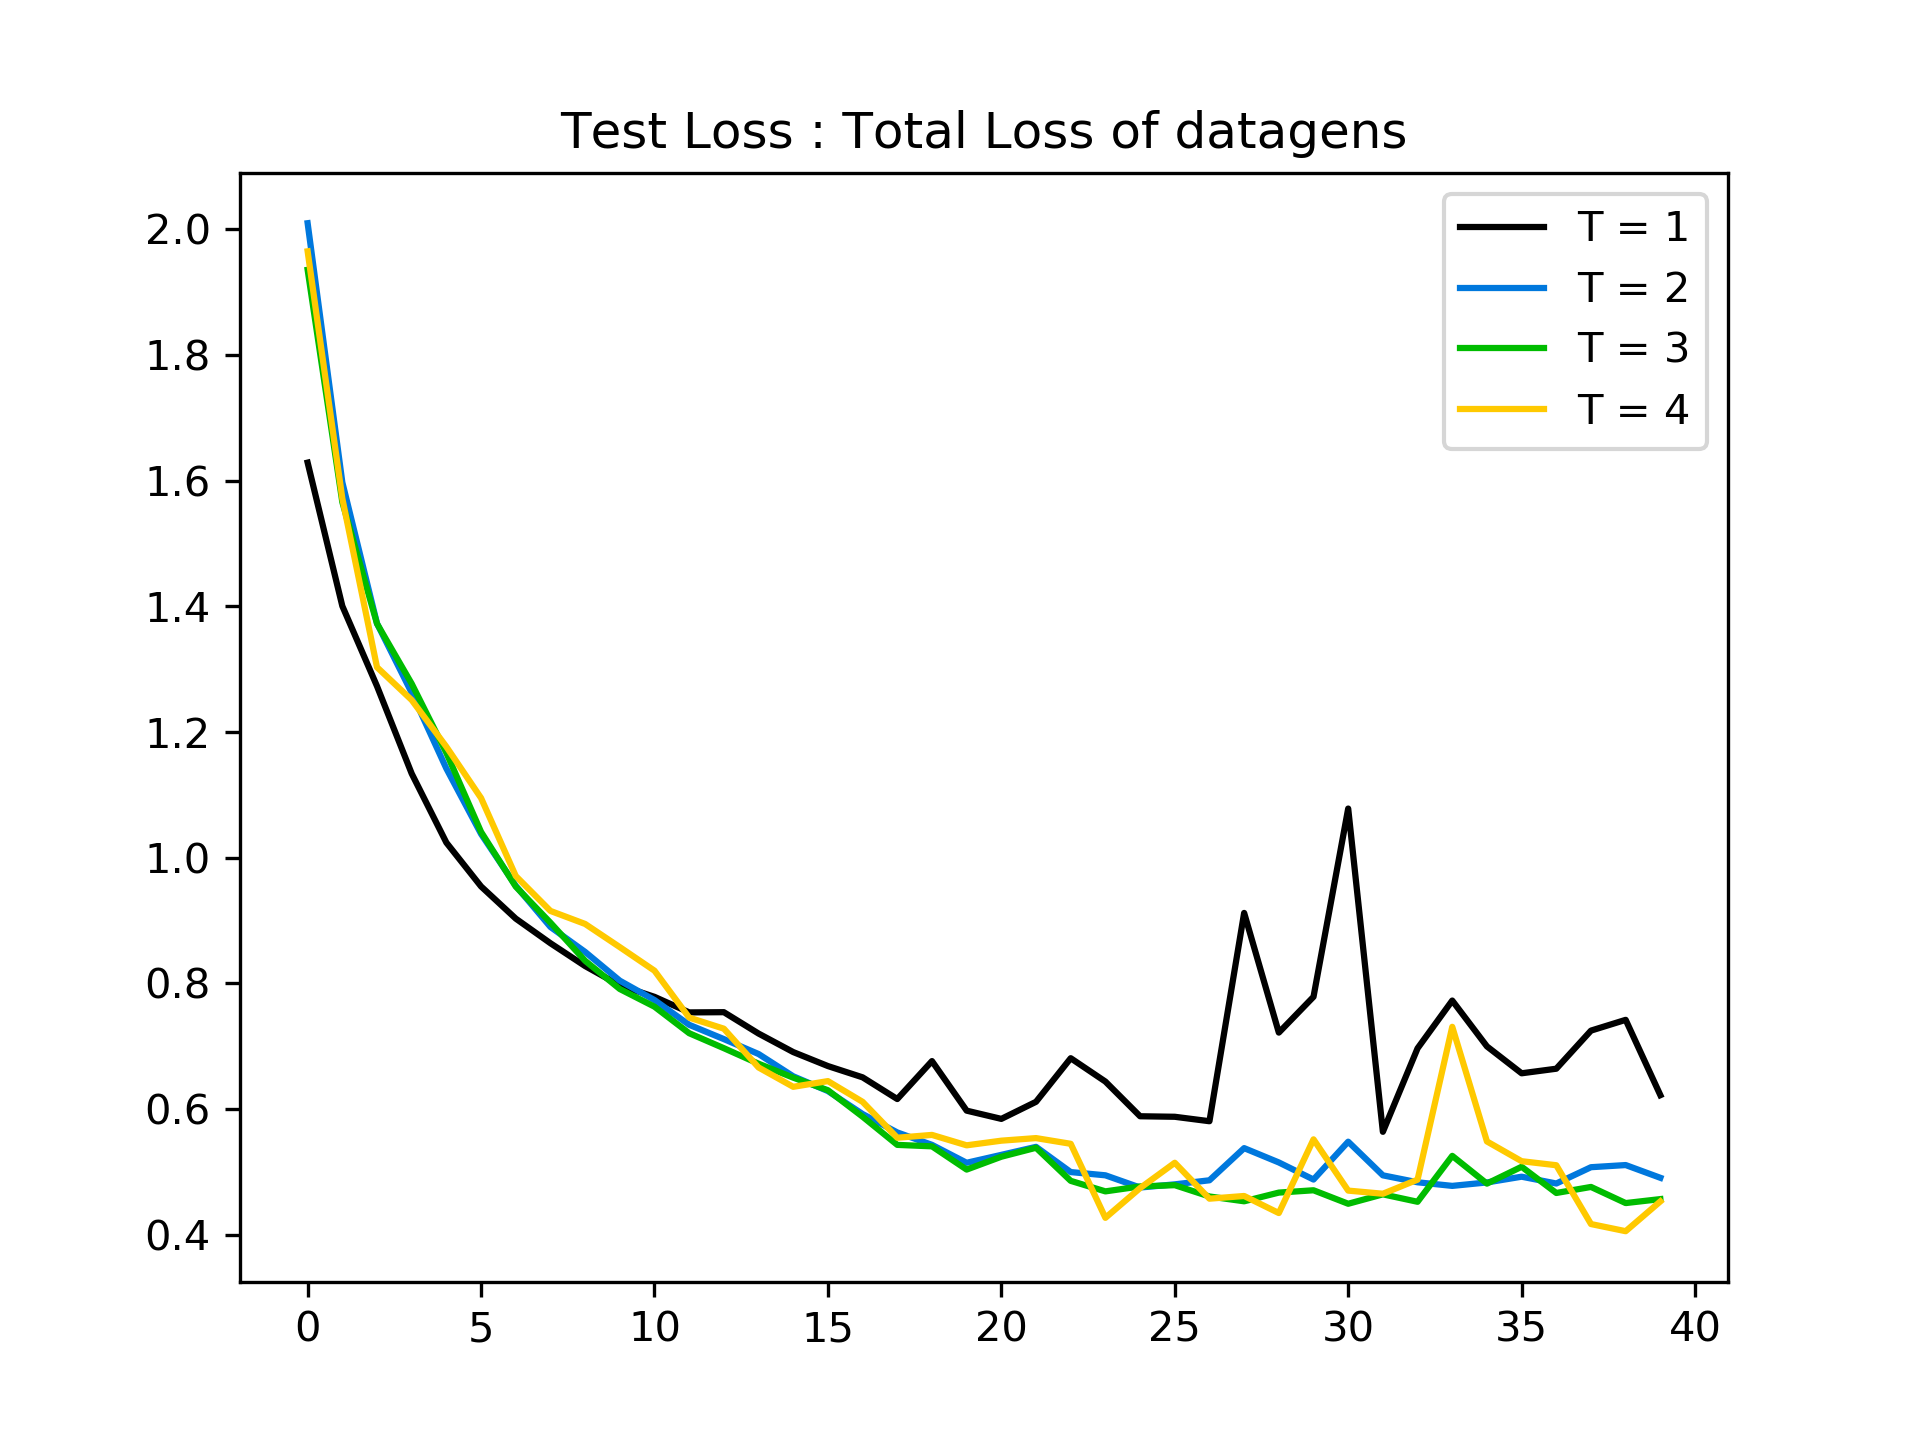 Test Loss : Total Loss of datagens
2.0
1.8
1.6
1.4
1.2
1.0
0.8
0.6
0.4
0 5 10 15 20 25 30 35 40
T = 1
T = 2
T = 3
T = 4